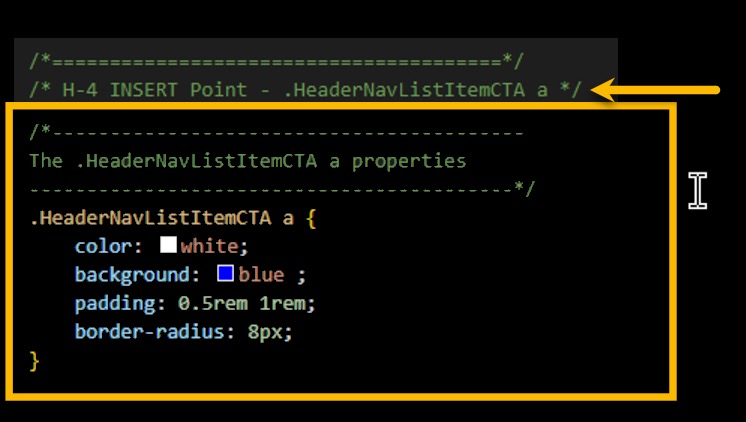 /*=======================================*/
/* H-4 INSERT Point - .HeaderNavListItemCTA a */
/*-----------------------------------------
The .HeaderNavListItemCTA a properties
------------------------------------------*/
.HeaderNavListItemCTA a {
color: white;
background: blue ;
padding: 0.5rem 1rem;
border-radius: 8px;
}